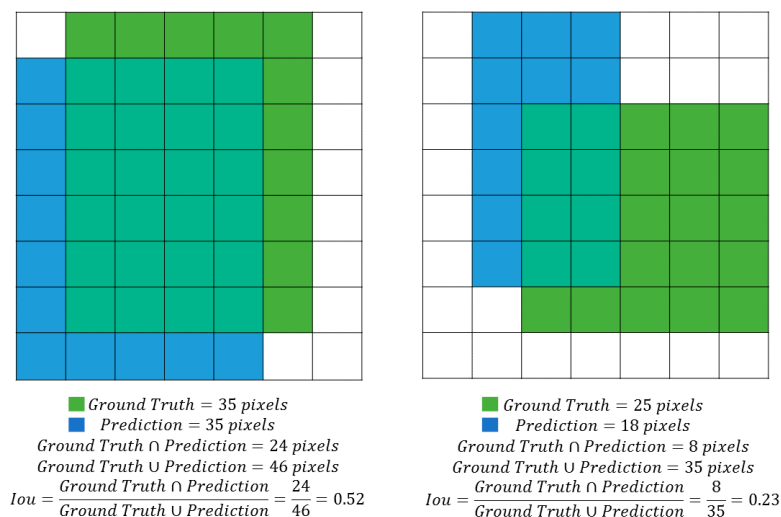 Ground Truth = 35 pixels
Prediction = 35 pixels
Ground Truth ∩ Prediction = 24 pixels
Ground Truth ∪ Prediction = 46 pixels
Iou = Ground Truth ∩ Prediction / Ground Truth ∪ Prediction = 24 / 46 = 0.52
Ground Truth = 25 pixels
Prediction = 18 pixels
Ground Truth ∩ Prediction = 8 pixels
Ground Truth ∪ Prediction = 35 pixels
Iou = Ground Truth ∩ Prediction / Ground Truth ∪ Prediction = 8 / 35 = 0.23